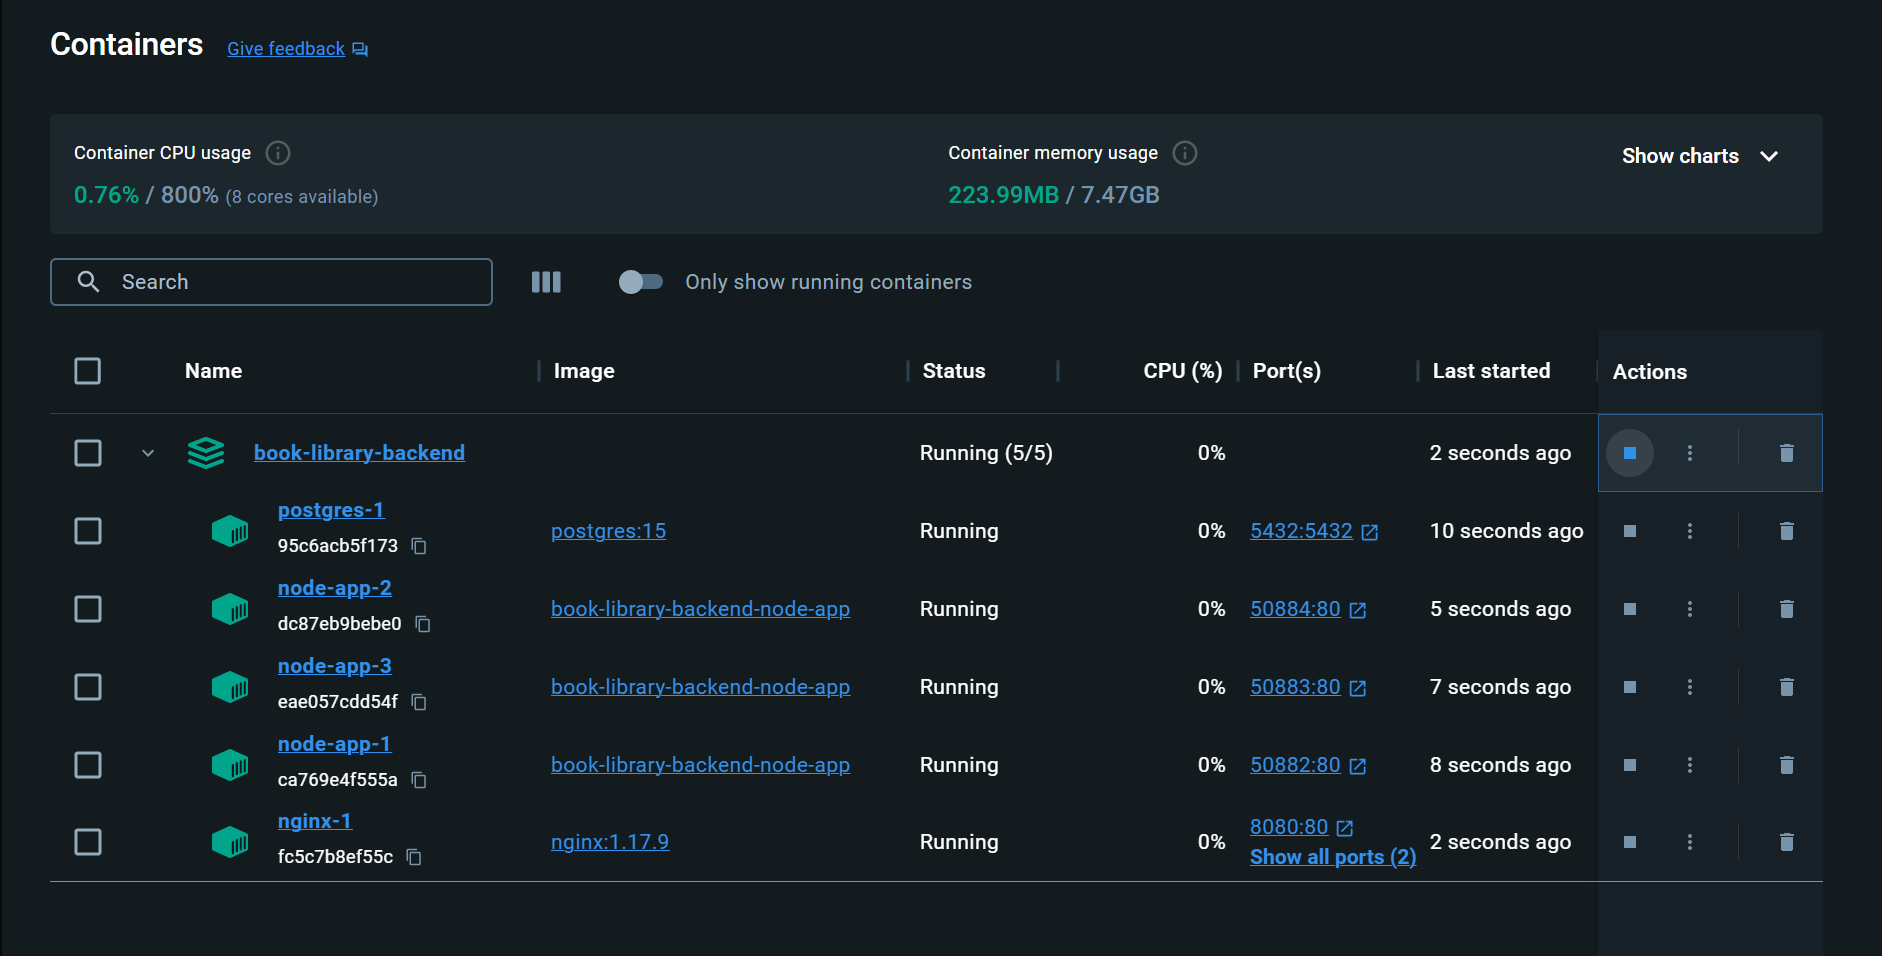 Containers Give feedback
Container CPU usage
0.76% / 800% (8 cores available)
Container memory usage
223.99MB / 7.47GB
Show charts
Search
Only show running containers
Name Image Status CPU (%) Port(s) Last started Actions
book-library-backend Running (5/5) 0% 2 seconds ago
postgres-1
95c6acb5f173
postgres:15 Running 0% 5432:5432 10 seconds ago
node-app-2
dc87eb9bebe0
book-library-backend-node-app Running 0% 50884:80 5 seconds ago
node-app-3
eae057cdd54f
book-library-backend-node-app Running 0% 50883:80 7 seconds ago
node-app-1
ca769e4f555a
book-library-backend-node-app Running 0% 50882:80 8 seconds ago
nginx-1
fc5c7b8ef55c
nginx:1.17.9 Running 0% 8080:80
Show all ports (2) 2 seconds ago